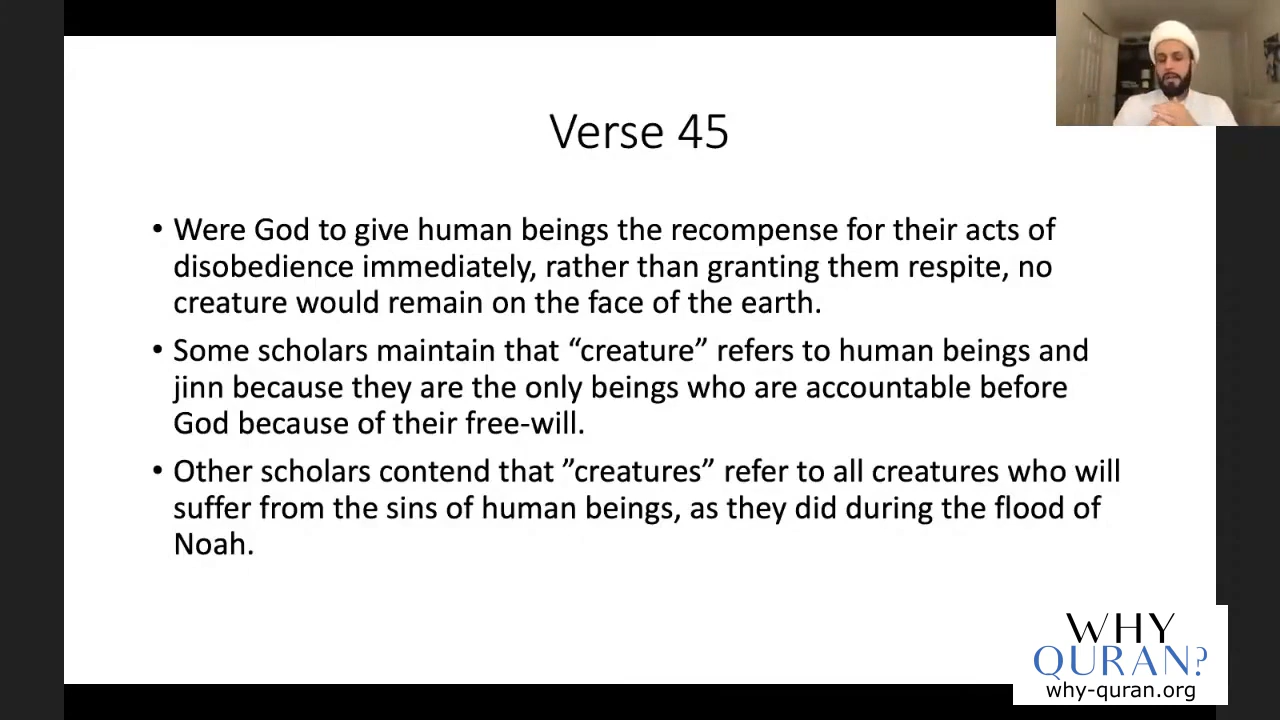 Verse 45
• Were God to give human beings the recompense for their acts of
disobedience immediately, rather than granting them respite, no
creature would remain on the face of the earth.
• Some scholars maintain that “creature” refers to human beings and
jinn because they are the only beings who are accountable before
God because of their free-will.
• Other scholars contend that ”creatures” refer to all creatures who will
suffer from the sins of human beings, as they did during the flood of
Noah.
WHY
QURAN?
why-quran.org